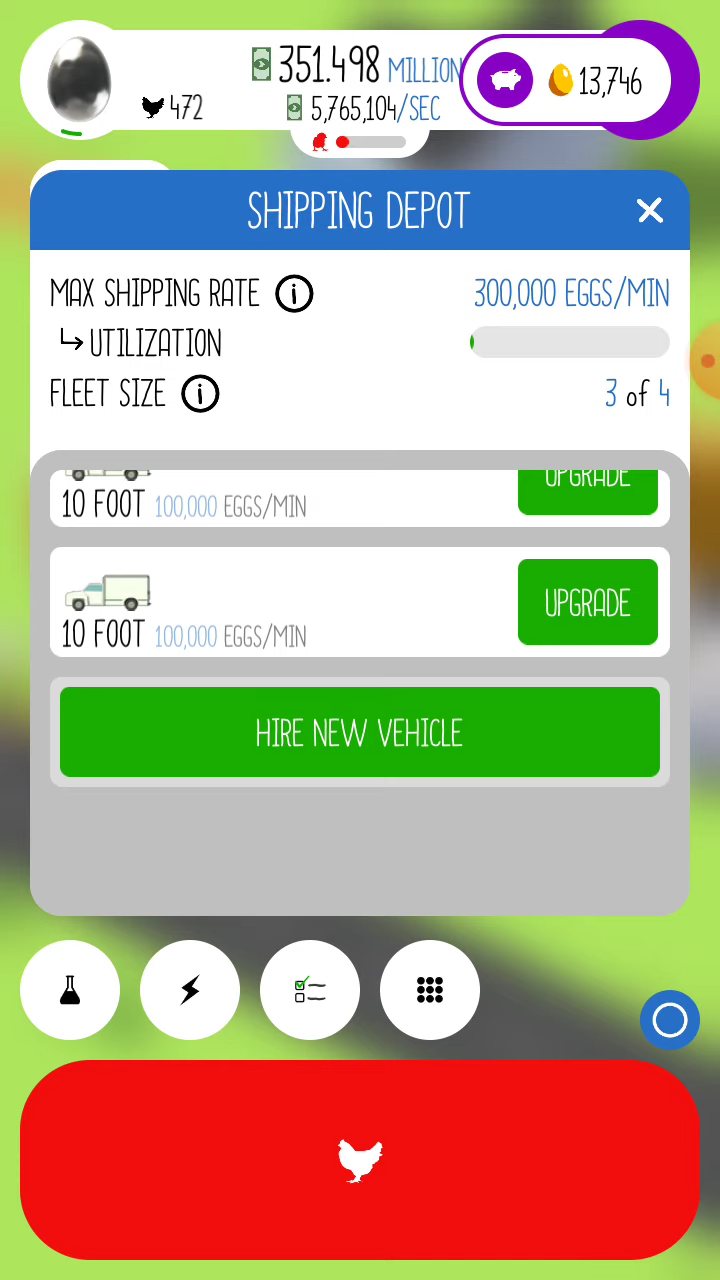 351.498 MILLION
13,746
472
5,765,104/SEC
SHIPPING DEPOT
MAX SHIPPING RATE i 300,000 EGGS/MIN
UTILIZATION
FLEET SIZE i 3 of 4
UPGRADE
10 FOOT 100,000 EGGS/MIN
UPGRADE
10 FOOT 100,000 EGGS/MIN
HIRE NEW VEHICLE